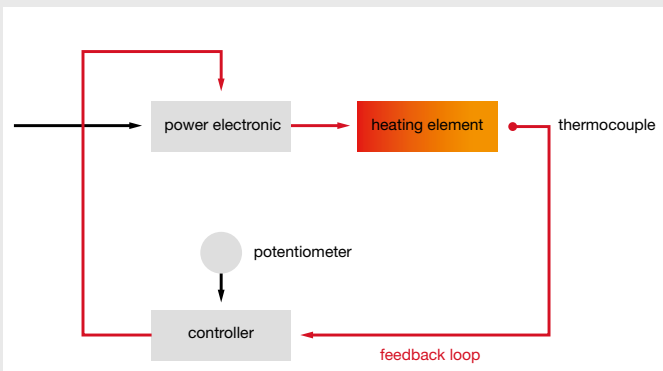 power electronic
heating element
thermocouple
potentiometer
controller
feedback loop